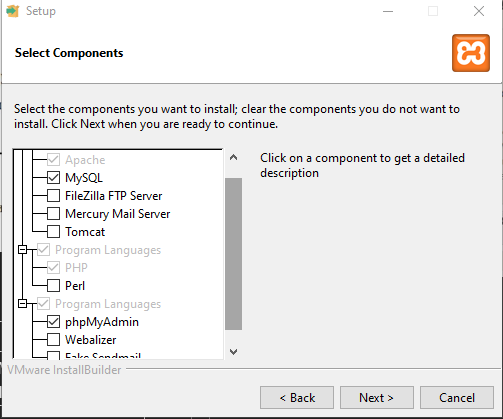 Setup
Select Components
Select the components you want to install; clear the components you do not want to
install. Click Next when you are ready to continue.
Apache
MySQL
FileZilla FTP Server
Mercury Mail Server
Tomcat
Program Languages
PHP
Perl
Program Languages
phpMyAdmin
Webalizer
Fake Sendmail
Click on a component to get a detailed
description
VMware InstallBuilder
< Back
Next >
Cancel